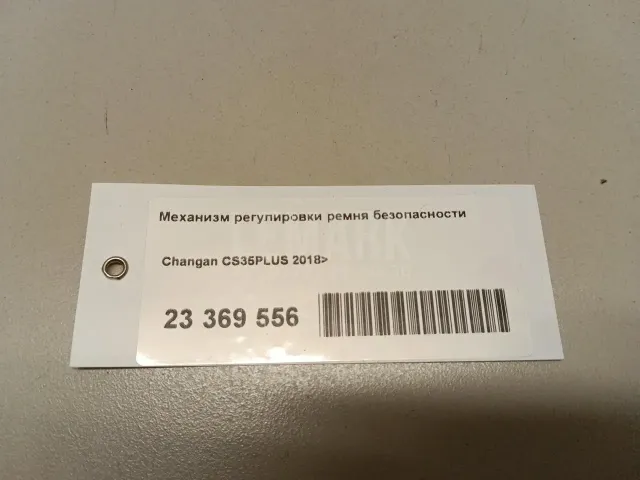 Механизм регулировки ремня безопасности
Changan CS35PLUS 2018>
23 369 556